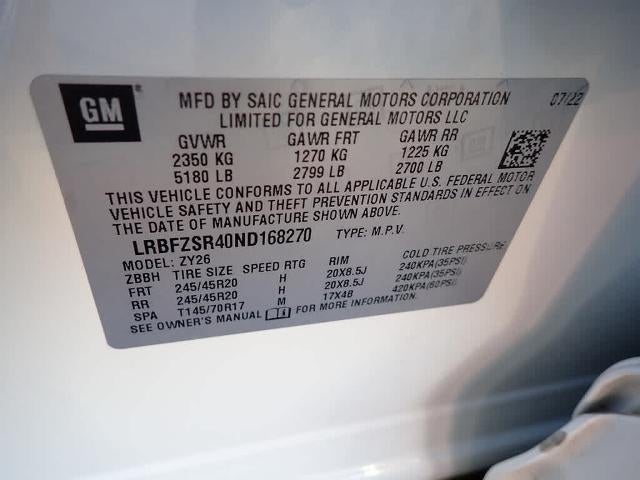 GM ® MFD BY SAIC GENERAL MOTORS CORPORATION 07/22
LIMITED FOR GENERAL MOTORS LLC
GVWR GAWR FRT GAWR RR
2350 KG 1270 KG 1225 KG
5180 LB 2799 LB 2700 LB
THIS VEHICLE CONFORMS TO ALL APPLICABLE U.S. FEDERAL MOTOR
VEHICLE SAFETY AND THEFT PREVENTION STANDARDS IN EFFECT ON
THE DATE OF MANUFACTURE SHOWN ABOVE.
LRBFZSR40ND168270 TYPE: M.P.V.
MODEL: ZY26
ZBBH TIRE SIZE SPEED RTG RIM COLD TIRE PRESSURE
FRT 245/45R20 H 20X8.5J 240KPA(35PSI)
RR 245/45R20 H 20X8.5J 240KPA(35PSI)
SPA T145/70R17 M 17X4B 420KPA(60PSI)
SEE OWNER'S MANUAL FOR MORE INFORMATION.